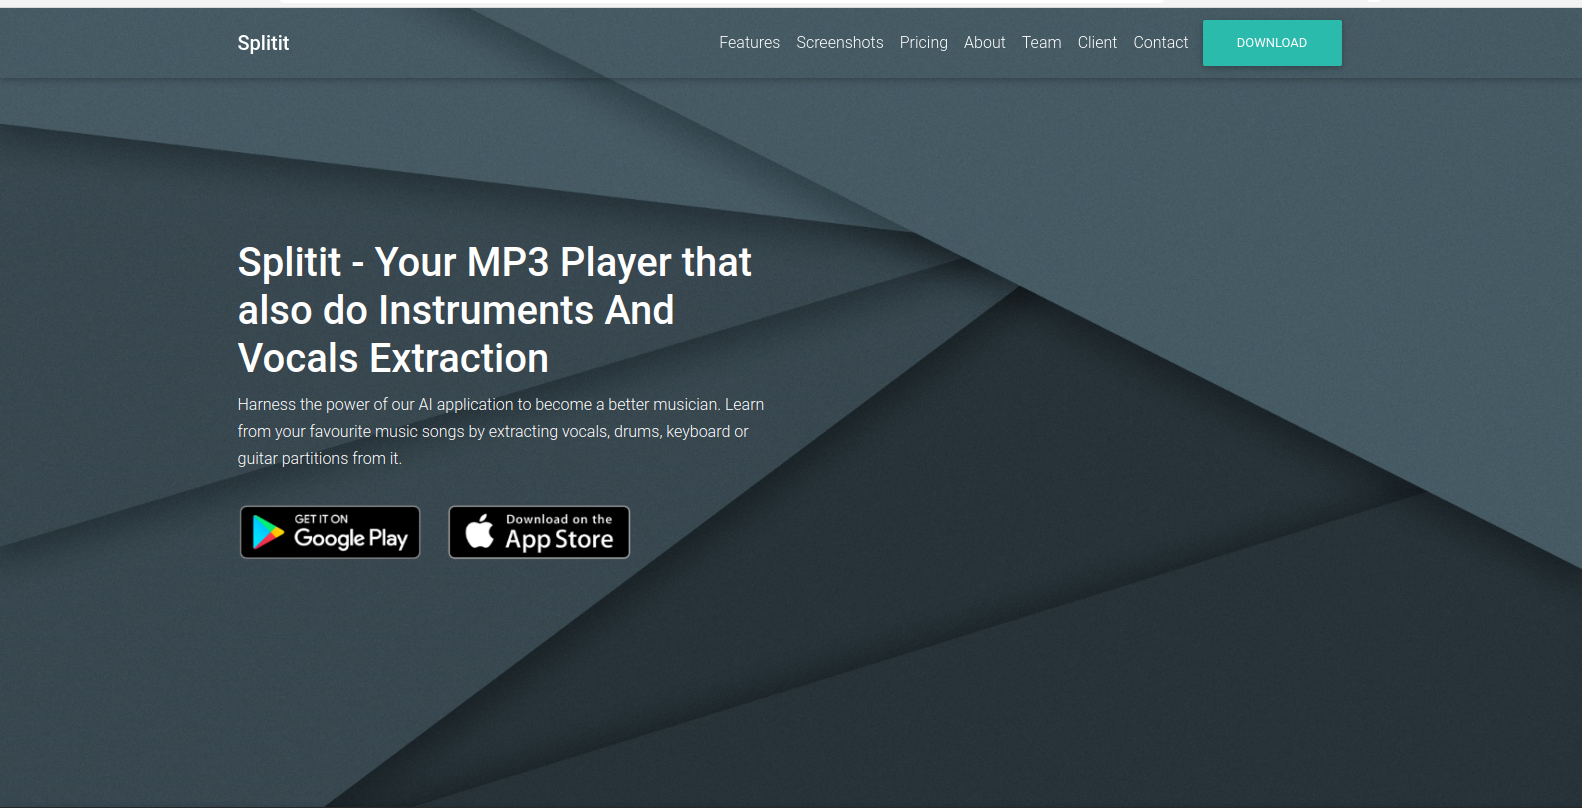 Splitit
Features Screenshots Pricing About Team Client Contact DOWNLOAD
Splitit - Your MP3 Player that
also do Instruments And
Vocals Extraction
Harness the power of our AI application to become a better musician. Learn
from your favourite music songs by extracting vocals, drums, keyboard or
guitar partitions from it.
GET IT ON
Google Play
Download on the
App Store